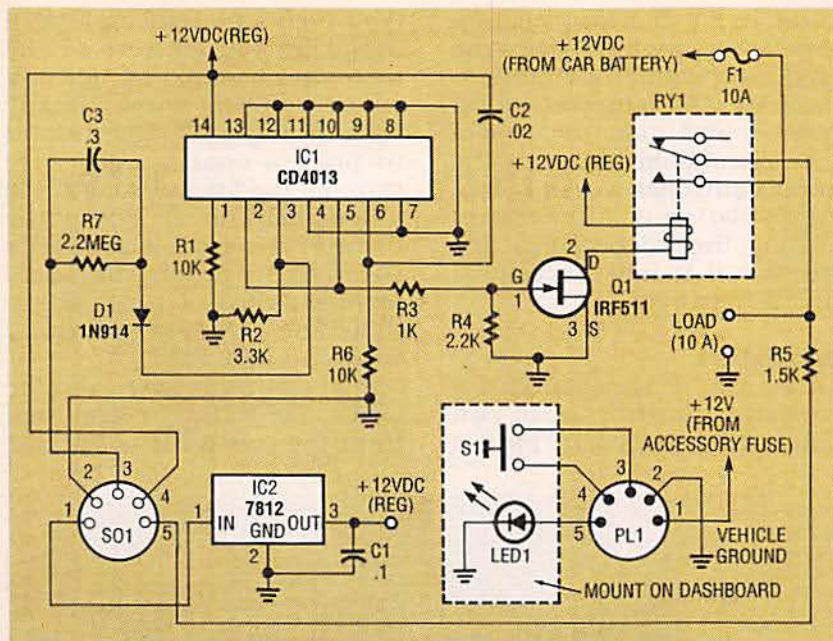 +12VDC(REG)
C3
.3
14 13 12 11 10 9 8
IC1
CD4013
1 2 3 4 5 6 7
C2
.02
+12VDC
(FROM CAR BATTERY)
F1
10A
RY1
+12VDC (REG)
R7
2.2MEG
R1
10K
D1
1N914
R2
3.3K
R3
1K
R6
10K
R4
2.2K
G
1
2
D
Q1
IRF511
3
S
LOAD
(10 A)
R5
1.5K
+12V
(FROM
ACCESSORY FUSE)
1 2 3 4 5
SO1
1
IC2
7812
IN GND OUT
2
3
+12VDC
(REG)
C1
.1
S1
LED1
5 4 3 2 1
PL1
VEHICLE
GROUND
MOUNT ON DASHBOARD